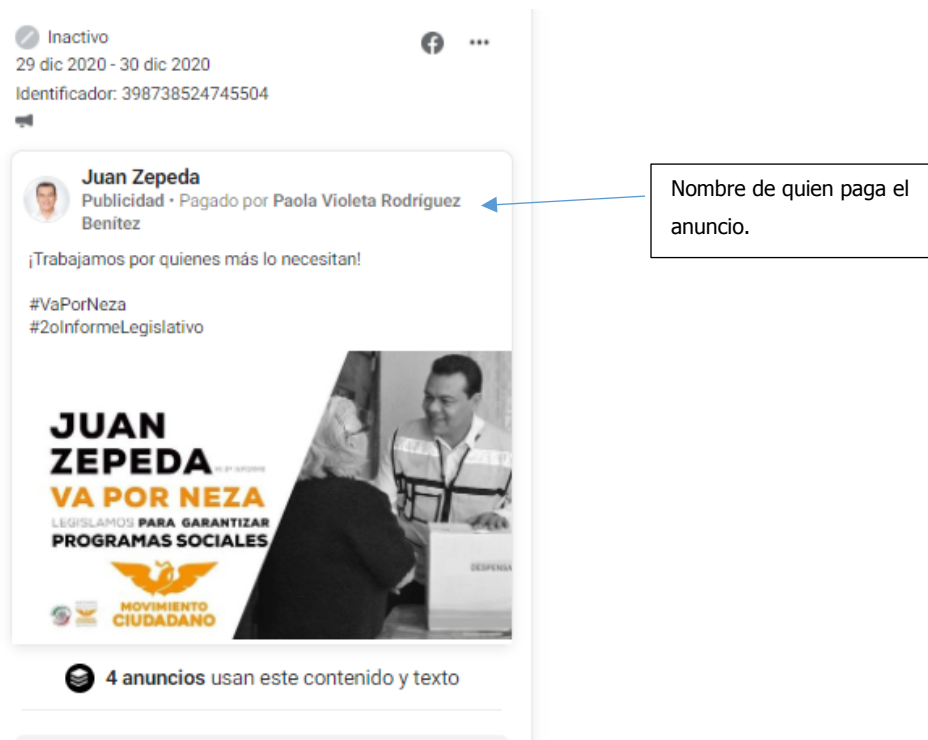 Inactivo
29 dic 2020 - 30 dic 2020
Identificador: 398738524745504
Juan Zepeda
Publicidad • Pagado por Paola Violeta Rodríguez
Benítez
¡Trabajamos por quienes más lo necesitan!
#VaPorNeza
#2oInformeLegislativo
JUAN
ZEPEDA
VA POR NEZA
LEGISLAMOS PARA GARANTIZAR
PROGRAMAS SOCIALES
DESPENSA
MOVIMIENTO
CIUDADANO
4 anuncios usan este contenido y texto
Nombre de quien paga el
anuncio.